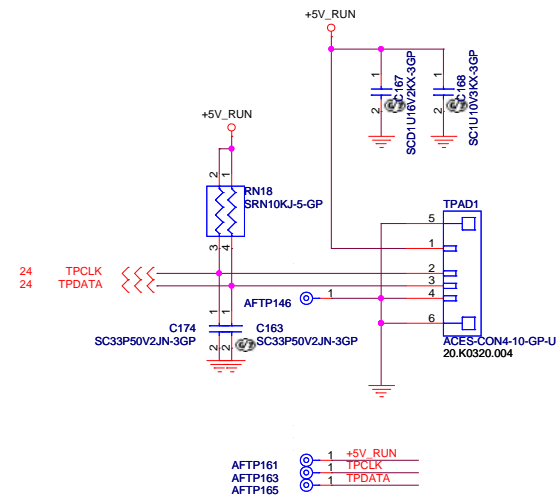 +5V_RUN
1
2
C167
SCD1U16V2KX-3GP
1
2
C168
SC1U10V3KX-3GP
+5V_RUN
2
1
RN18
SRN10KJ-5-GP
3
4
TPAD1
5
1
2
3
4
6
24 TPCLK
24 TPDATA
AFTP146 1
1
1
C174
SC33P50V2JN-3GP
C163
SC33P50V2JN-3GP
2
2
ACES-CON4-10-GP-U
20.K0320.004
AFTP161 1 +5V_RUN
AFTP163 1 TPCLK
AFTP165 1 TPDATA